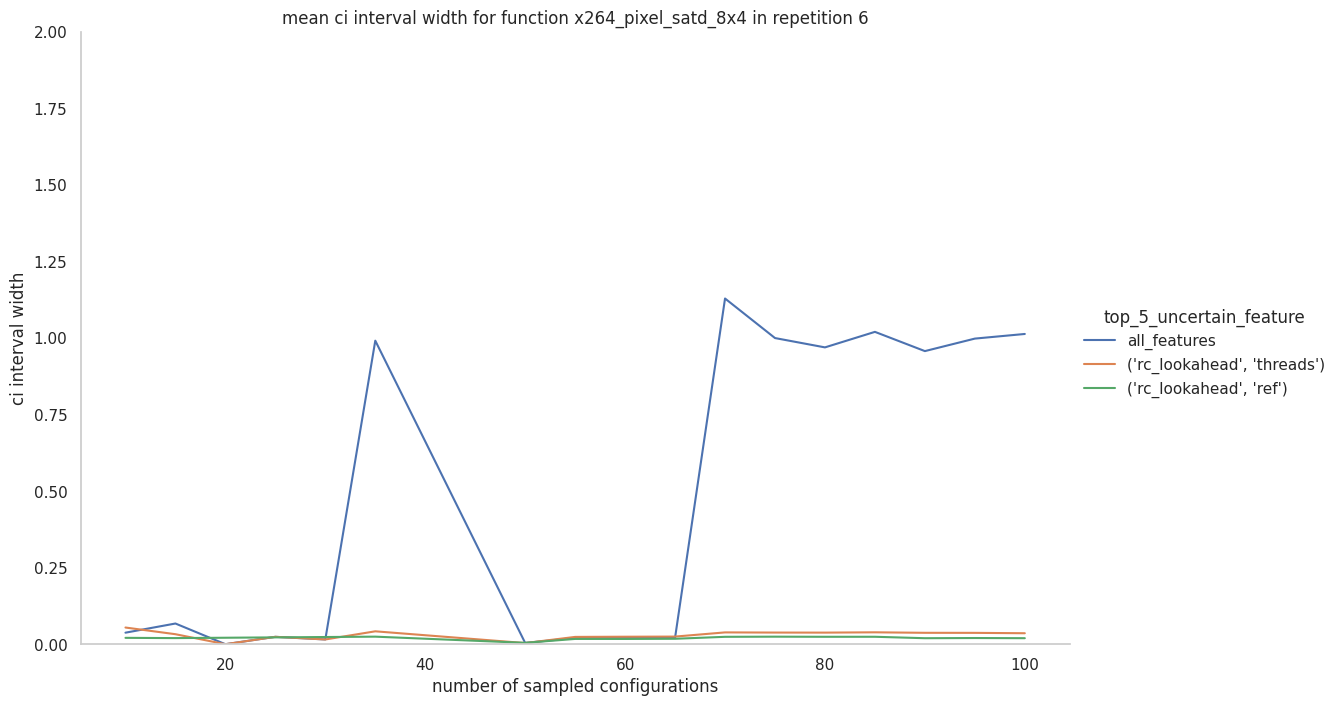 mean ci interval width for function x264_pixel_satd_8x4 in repetition 6
2.00
1.75
1.50
1.25
1.00
0.75
0.50
0.25
0.00
ci interval width
20
40
60
80
100
number of sampled configurations
top_5_uncertain_feature
all_features
('rc_lookahead', 'threads')
('rc_lookahead', 'ref')